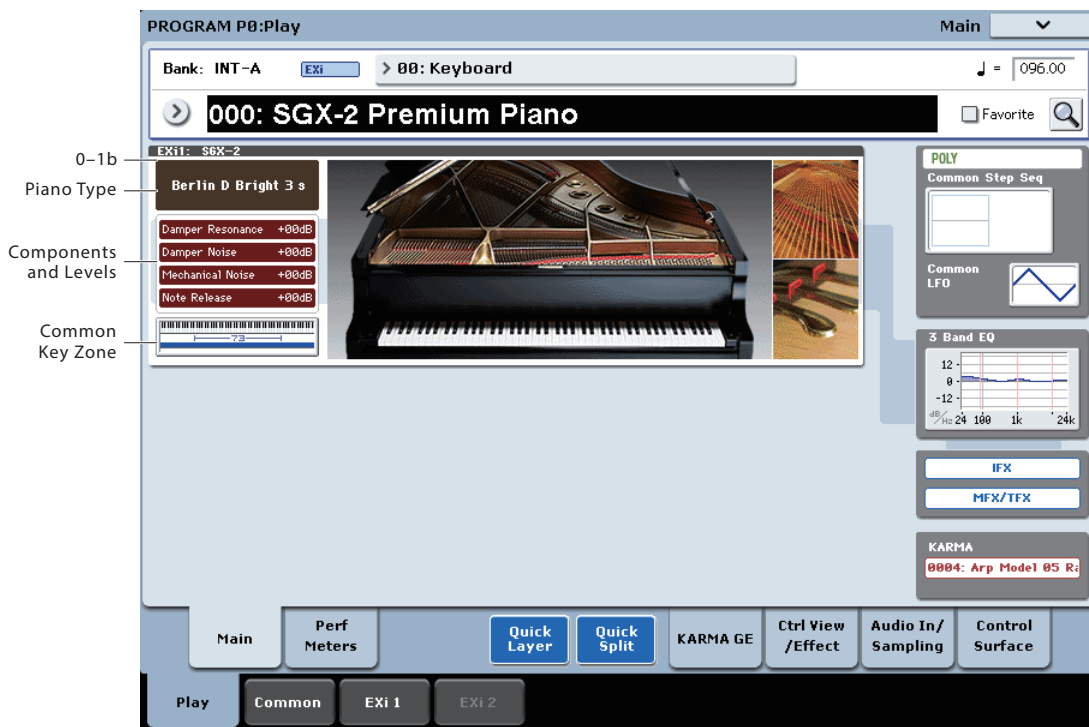 PROGRAM P0:Play
Main
Bank: INT-A
EXi
> 00: Keyboard
♩ = 096.00
000: SGX-2 Premium Piano
Favorite
0–1b
EXi1: SGX-2
Piano Type
Berlin D Bright 3 s
Components
and Levels
Damper Resonance +00dB
Damper Noise +00dB
Mechanical Noise +00dB
Note Release +00dB
Common
Key Zone
73
POLY
Common Step Seq
Common
LFO
3 Band EQ
12
0
-12
dB/Hz 24 100 1k 24k
IFX
MFX/TFX
KARMA
0004: Arp Model 05 Ra
Main
Perf
Meters
Quick
Layer
Quick
Split
KARMA GE
Ctrl View
/Effect
Audio In/
Sampling
Control
Surface
Play
Common
EXi 1
EXi 2